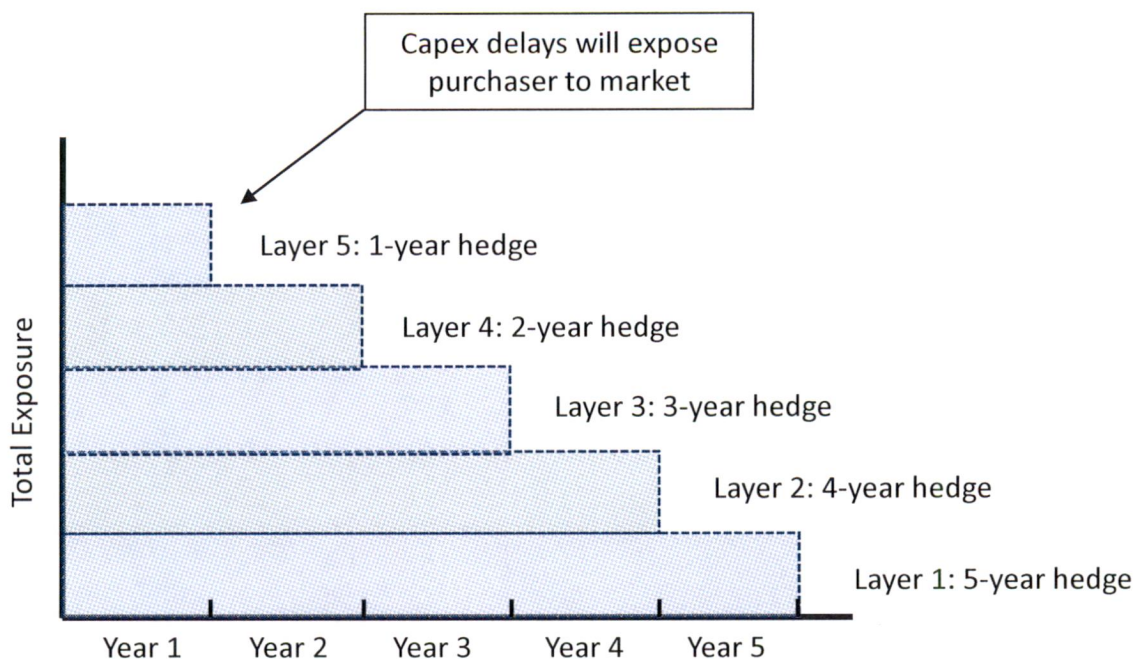 Capex delays will expose
purchaser to market
Total Exposure
Layer 5: 1-year hedge
Layer 4: 2-year hedge
Layer 3: 3-year hedge
Layer 2: 4-year hedge
Layer 1: 5-year hedge
Year 1 Year 2 Year 3 Year 4 Year 5